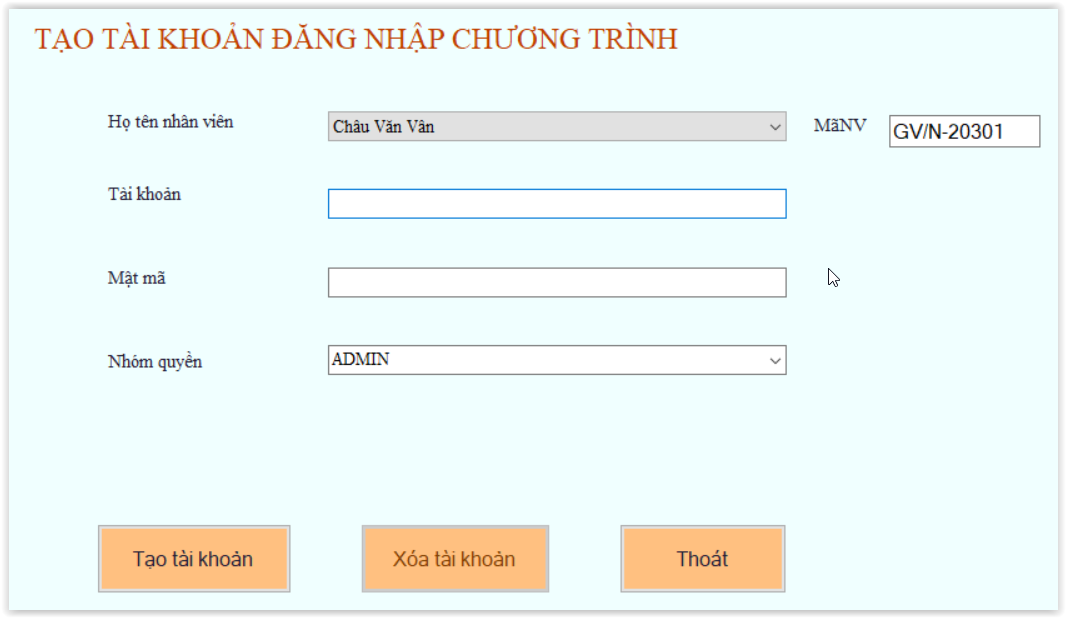 TẠO TÀI KHOẢN ĐĂNG NHẬP CHƯƠNG TRÌNH
Họ tên nhân viên Châu Văn Vân MãNV GV/N-20301
Tài khoản
Mật mã
Nhóm quyền ADMIN
Tạo tài khoản Xóa tài khoản Thoát